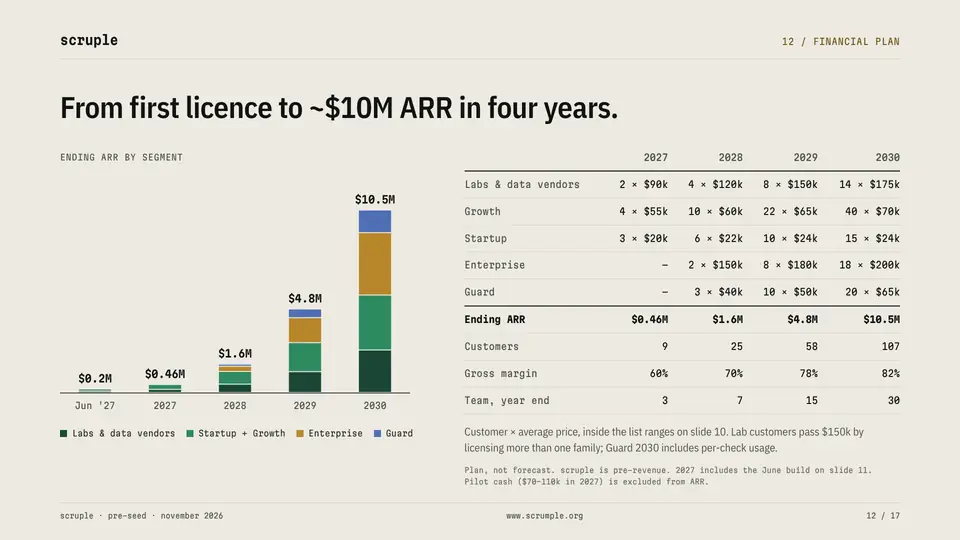 scruple
12 / FINANCIAL PLAN
From first licence to ~$10M ARR in four years.
ENDING ARR BY SEGMENT
$0.2M
$0.46M
$1.6M
$4.8M
$10.5M
Jun '27 2027 2028 2029 2030
Labs & data vendors Startup + Growth Enterprise Guard
2027 2028 2029 2030
Labs & data vendors 2 × $90k 4 × $120k 8 × $150k 14 × $175k
Growth 4 × $55k 10 × $60k 22 × $65k 40 × $70k
Startup 3 × $20k 6 × $22k 10 × $24k 15 × $24k
Enterprise – 2 × $150k 8 × $180k 18 × $200k
Guard – 3 × $40k 10 × $50k 20 × $65k
Ending ARR $0.46M $1.6M $4.8M $10.5M
Customers 9 25 58 107
Gross margin 60% 70% 78% 82%
Team, year end 3 7 15 30
Customer × average price, inside the list ranges on slide 10. Lab customers pass $150k by
licensing more than one family; Guard 2030 includes per-check usage.
Plan, not forecast. scruple is pre-revenue. 2027 includes the June build on slide 11.
Pilot cash ($70–110k in 2027) is excluded from ARR.
scruple · pre-seed · november 2026
www.scrumple.org
12 / 17